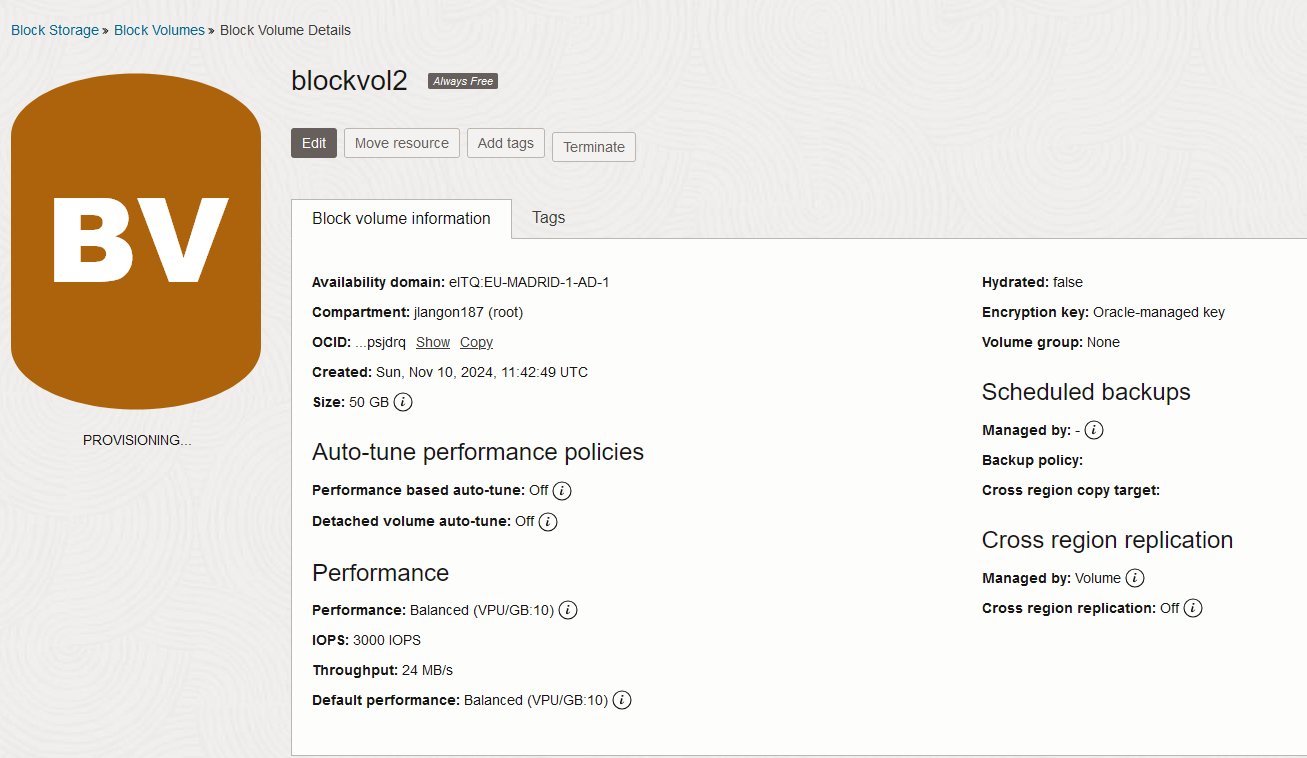 Block Storage » Block Volumes » Block Volume Details
BV
PROVISIONING...
blockvol2 Always Free
Edit Move resource Add tags Terminate
Block volume information Tags
Availability domain: eITQ:EU-MADRID-1-AD-1
Compartment: jlangon187 (root)
OCID: ...psjdrq Show Copy
Created: Sun, Nov 10, 2024, 11:42:49 UTC
Size: 50 GB i
Auto-tune performance policies
Performance based auto-tune: Off i
Detached volume auto-tune: Off i
Performance
Performance: Balanced (VPU/GB:10) i
IOPS: 3000 IOPS
Throughput: 24 MB/s
Default performance: Balanced (VPU/GB:10) i
Hydrated: false
Encryption key: Oracle-managed key
Volume group: None
Scheduled backups
Managed by: - i
Backup policy:
Cross region copy target:
Cross region replication
Managed by: Volume i
Cross region replication: Off i